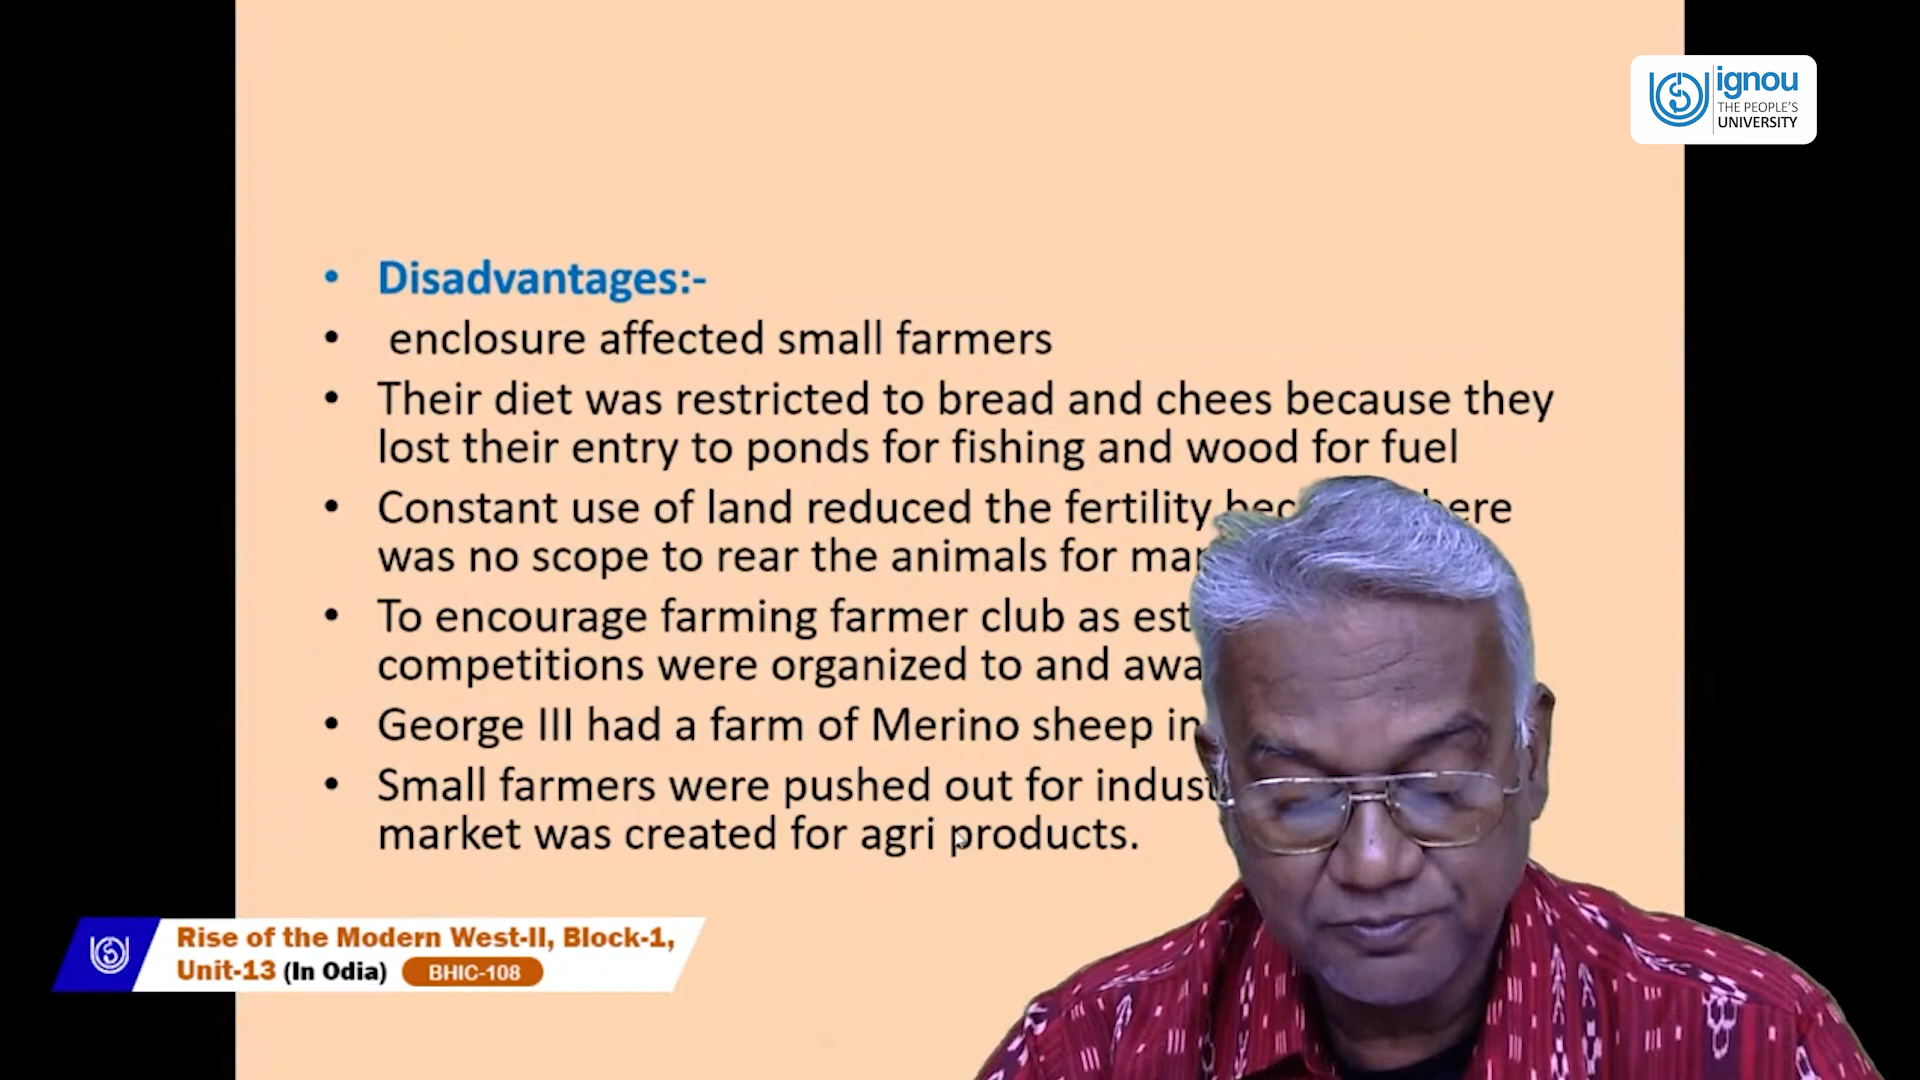 ignou
THE PEOPLE'S
UNIVERSITY
• Disadvantages:-
• enclosure affected small farmers
• Their diet was restricted to bread and chees because they
lost their entry to ponds for fishing and wood for fuel
• Constant use of land reduced the fertility
was no scope to rear the animals for
• To encourage farming farmer club as
competitions were organized to and
• George III had a farm of Merino sheep in
• Small farmers were pushed out for
market was created for agri products.
Rise of the Modern West-II, Block-1,
Unit-13 (In Odia) BHIC-108